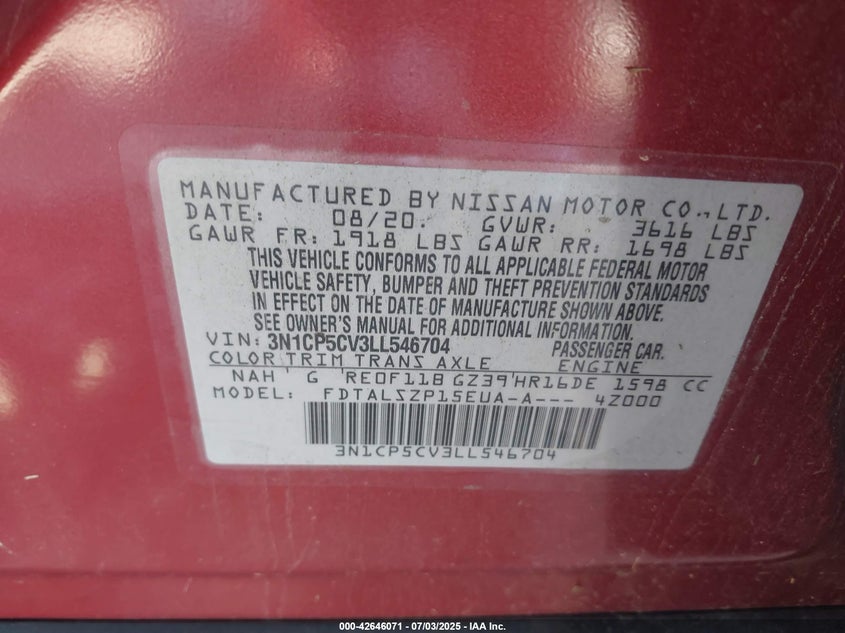 MANUFACTURED BY NISSAN MOTOR CO., LTD.
DATE: 08/20. GVWR: 3616 LBS
GAWR FR: 1918 LBS GAWR RR: 1698 LBS
THIS VEHICLE CONFORMS TO ALL APPLICABLE FEDERAL MOTOR
VEHICLE SAFETY, BUMPER AND THEFT PREVENTION STANDARDS
IN EFFECT ON THE DATE OF MANUFACTURE SHOWN ABOVE.
SEE OWNER'S MANUAL FOR ADDITIONAL INFORMATION.
VIN: 3N1CP5CV3LL546704 PASSENGER CAR.
COLOR TRIM TRANS AXLE ENGINE
NAH G RE0F11B GZ39 HR16DE 1598 CC
MODEL: FDTALSZP15EUA-A--- 4Z000
3N1CP5CV3LL546704
000-42646071 - 07/03/2025 - IAA Inc.